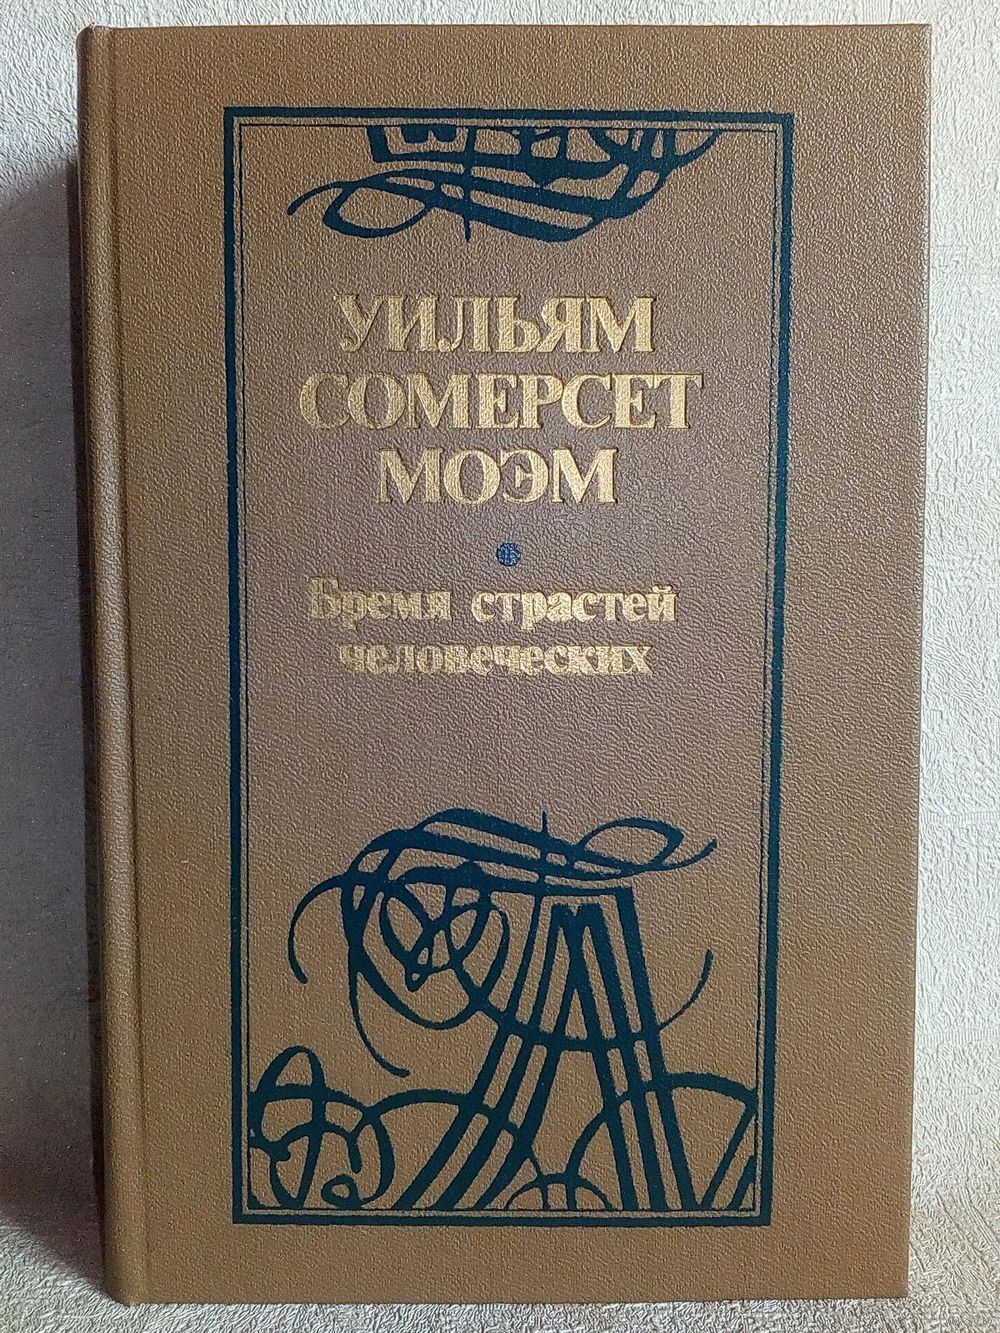 УИЛЬЯМ
СОМЕРСЕТ
МОЭМ
Бремя страстей
человеческих